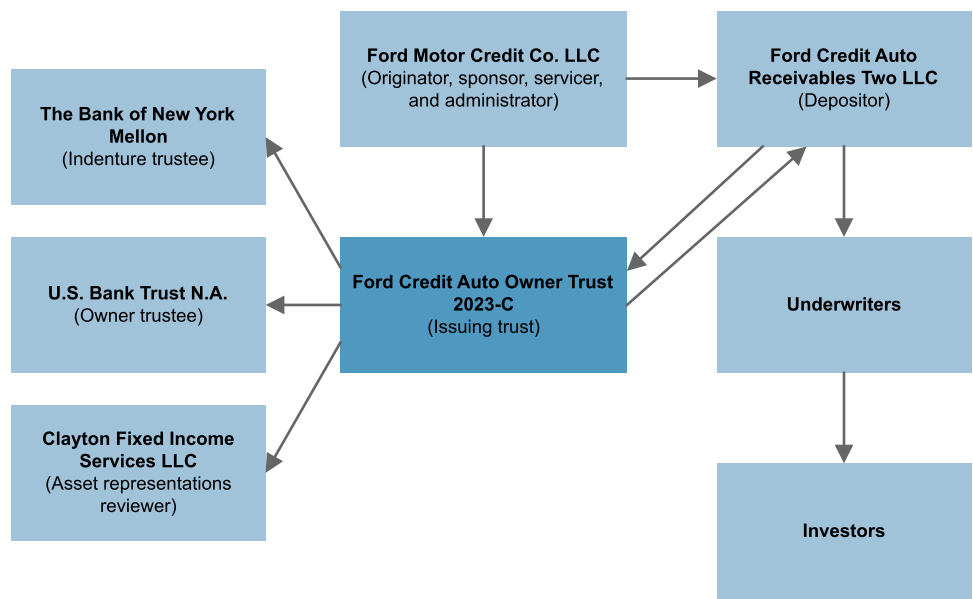 Ford Motor Credit Co. LLC
(Originator, sponsor, servicer,
and administrator)
Ford Credit Auto
Receivables Two LLC
(Depositor)
The Bank of New York
Mellon
(Indenture trustee)
U.S. Bank Trust N.A.
(Owner trustee)
Ford Credit Auto Owner Trust
2023-C
(Issuing trust)
Underwriters
Clayton Fixed Income
Services LLC
(Asset representations
reviewer)
Investors